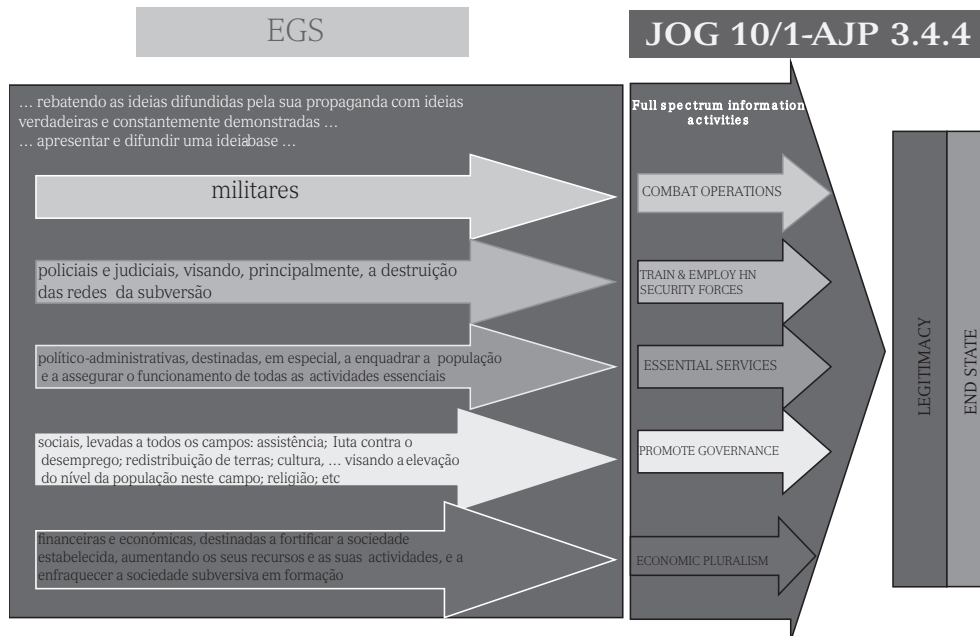 EGS
JOG 10/1-AJP 3.4.4
… rebatendo as ideias difundidas pela sua propaganda com ideias
verdadeiras e constantemente demonstradas …
… apresentar e difundir uma ideiabase …
militares
policiais e judiciais, visando, principalmente, a destruição
das redes da subversão
político-administrativas, destinadas, em especial, a enquadrar a população
e a assegurar o funcionamento de todas as actividades essenciais
sociais, levadas a todos os campos: assistência; luta contra o
desemprego; redistribuição de terras; cultura, … visando a elevação
do nível da população neste campo; religião; etc
financeiras e económicas, destinadas a fortificar a sociedade
estabelecida, aumentando os seus recursos e as suas actividades, e a
enfraquecer a sociedade subversiva em formação
Full spectrum information
activities
COMBAT OPERATIONS
TRAIN & EMPLOY HN
SECURITY FORCES
ESSENTIAL SERVICES
PROMOTE GOVERNANCE
ECONOMIC PLURALISM
LEGITIMACY
END STATE